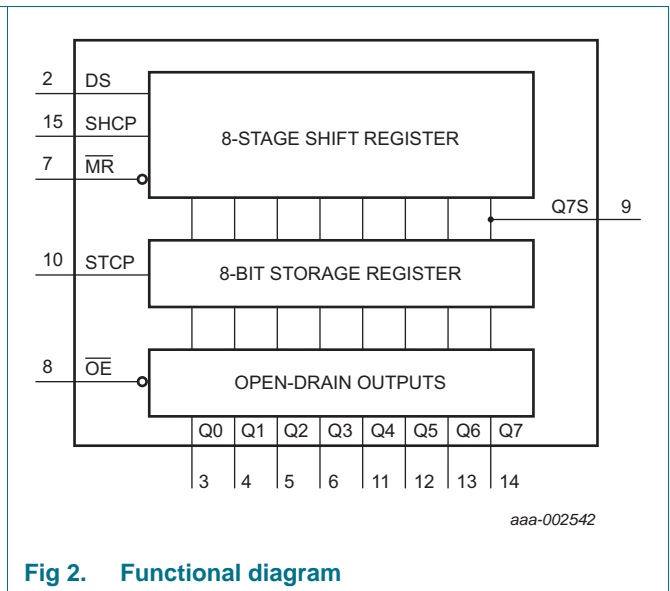 2 DS
15 SHCP
7 M̅R̅
8-STAGE SHIFT REGISTER
Q7S 9
10 STCP
8-BIT STORAGE REGISTER
8 O̅E̅
OPEN-DRAIN OUTPUTS
Q0 Q1 Q2 Q3 Q4 Q5 Q6 Q7
3 4 5 6 11 12 13 14
aaa-002542
Fig 2. Functional diagram